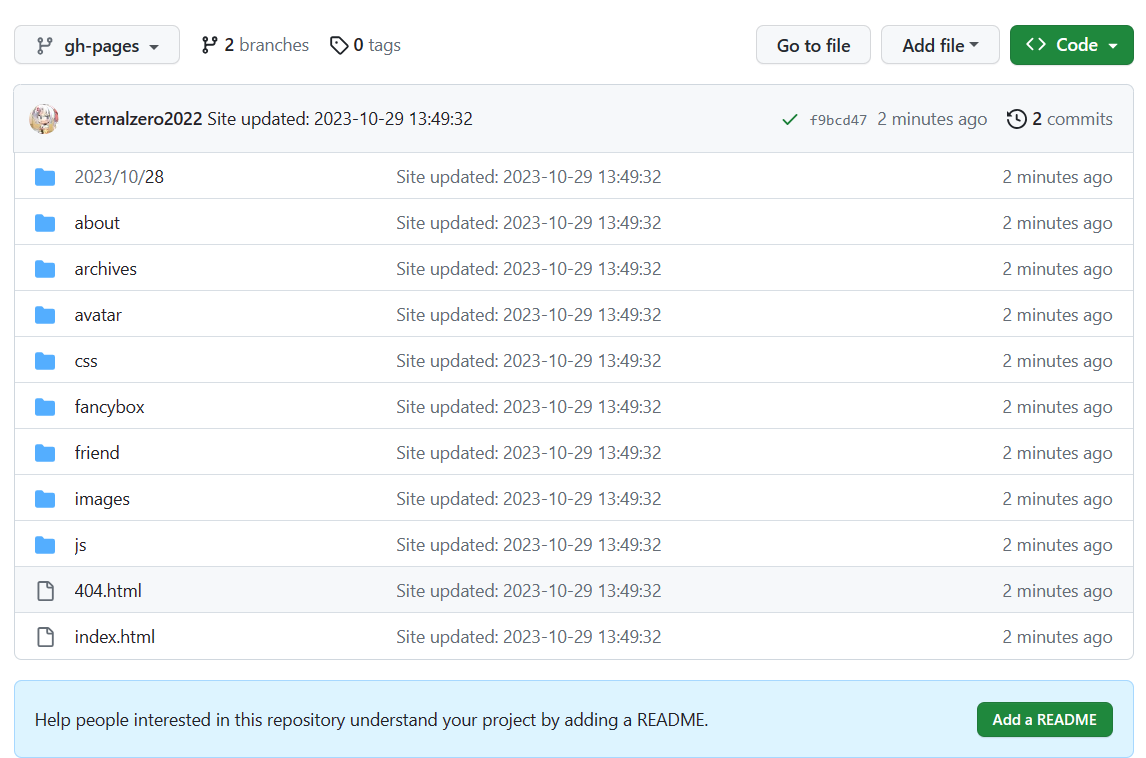 gh-pages 2 branches 0 tags Go to file Add file Code
eternalzero2022 Site updated: 2023-10-29 13:49:32 f9bcd47 2 minutes ago 2 commits
2023/10/28 Site updated: 2023-10-29 13:49:32 2 minutes ago
about Site updated: 2023-10-29 13:49:32 2 minutes ago
archives Site updated: 2023-10-29 13:49:32 2 minutes ago
avatar Site updated: 2023-10-29 13:49:32 2 minutes ago
css Site updated: 2023-10-29 13:49:32 2 minutes ago
fancybox Site updated: 2023-10-29 13:49:32 2 minutes ago
friend Site updated: 2023-10-29 13:49:32 2 minutes ago
images Site updated: 2023-10-29 13:49:32 2 minutes ago
js Site updated: 2023-10-29 13:49:32 2 minutes ago
404.html Site updated: 2023-10-29 13:49:32 2 minutes ago
index.html Site updated: 2023-10-29 13:49:32 2 minutes ago
Help people interested in this repository understand your project by adding a README. Add a README